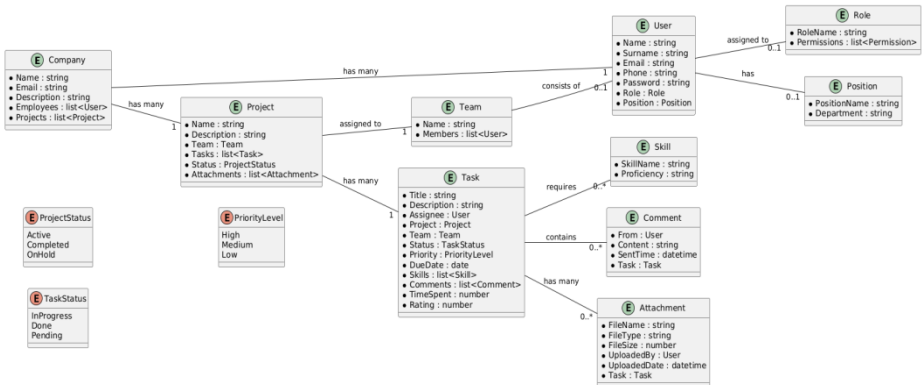 E Company
Name : string
Email : string
Description : string
Employees : list<User>
Projects : list<Project>
has many
1
has many
1
E Project
Name : string
Description : string
Team : Team
Tasks : list<Task>
Status : ProjectStatus
Attachments : list<Attachment>
assigned to
1
has many
1
E Team
Name : string
Members : list<User>
consists of
0..1
E User
Name : string
Surname : string
Email : string
Phone : string
Password : string
Role : Role
Position : Position
assigned to
0..1
has
0..1
E Role
RoleName : string
Permissions : list<Permission>
E Position
PositionName : string
Department : string
E Task
Title : string
Description : string
Assignee : User
Project : Project
Team : Team
Status : TaskStatus
Priority : PriorityLevel
DueDate : date
Skills : list<Skill>
Comments : list<Comment>
TimeSpent : number
Rating : number
requires
0..*
contains
0..*
has many
0..*
E Skill
SkillName : string
Proficiency : string
E Comment
From : User
Content : string
SentTime : datetime
Task : Task
E Attachment
FileName : string
FileType : string
FileSize : number
UploadedBy : User
UploadedDate : datetime
Task : Task
E ProjectStatus
Active
Completed
OnHold
E PriorityLevel
High
Medium
Low
E TaskStatus
InProgress
Done
Pending